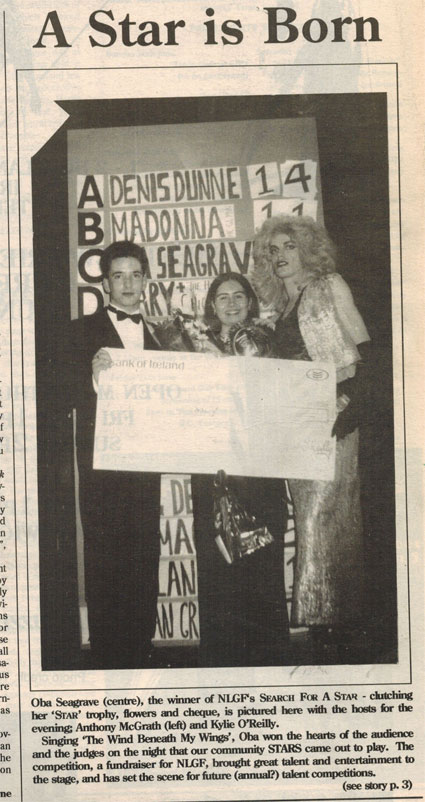 A Star is Born
A DENIS DUNNE 14
B MADONNA 11
C SEAGRAV
D ARY+
Bank of Ireland
Oba Seagrave (centre), the winner of NLGF's SEARCH FOR A STAR - clutching
her 'STAR' trophy, flowers and cheque, is pictured here with the hosts for the
evening; Anthony McGrath (left) and Kylie O'Reilly.
Singing 'The Wind Beneath My Wings', Oba won the hearts of the audience
and the judges on the night that our community STARS came out to play. The
competition, a fundraiser for NLGF, brought great talent and entertainment to
the stage, and has set the scene for future (annual?) talent competitions.
(see story p. 3)